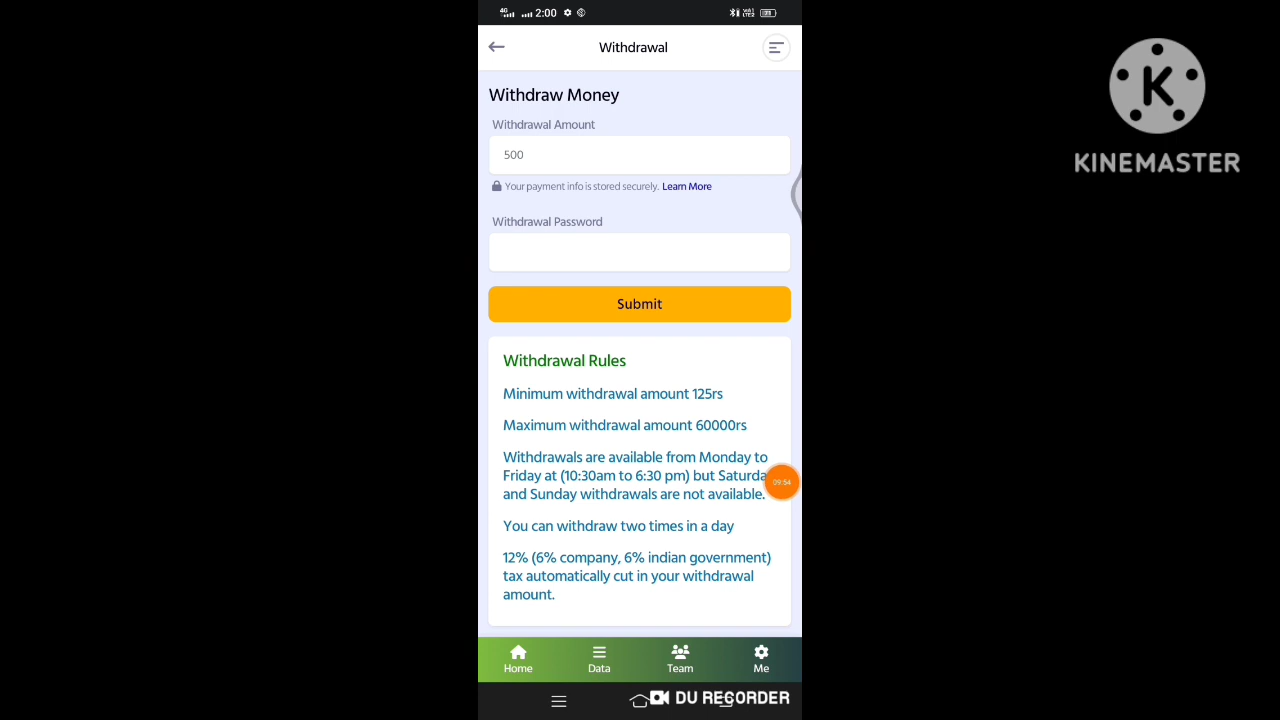 4G 2:00
Withdrawal
Withdraw Money
Withdrawal Amount
500
Your payment info is stored securely. Learn More
Withdrawal Password
Submit
Withdrawal Rules
Minimum withdrawal amount 125rs
Maximum withdrawal amount 60000rs
Withdrawals are available from Monday to
Friday at (10:30am to 6:30 pm) but Saturda
and Sunday withdrawals are not available.
09:54
You can withdraw two times in a day
12% (6% company, 6% indian government)
tax automatically cut in your withdrawal
amount.
Home Data Team Me
DU RECORDER
K
KINEMASTER